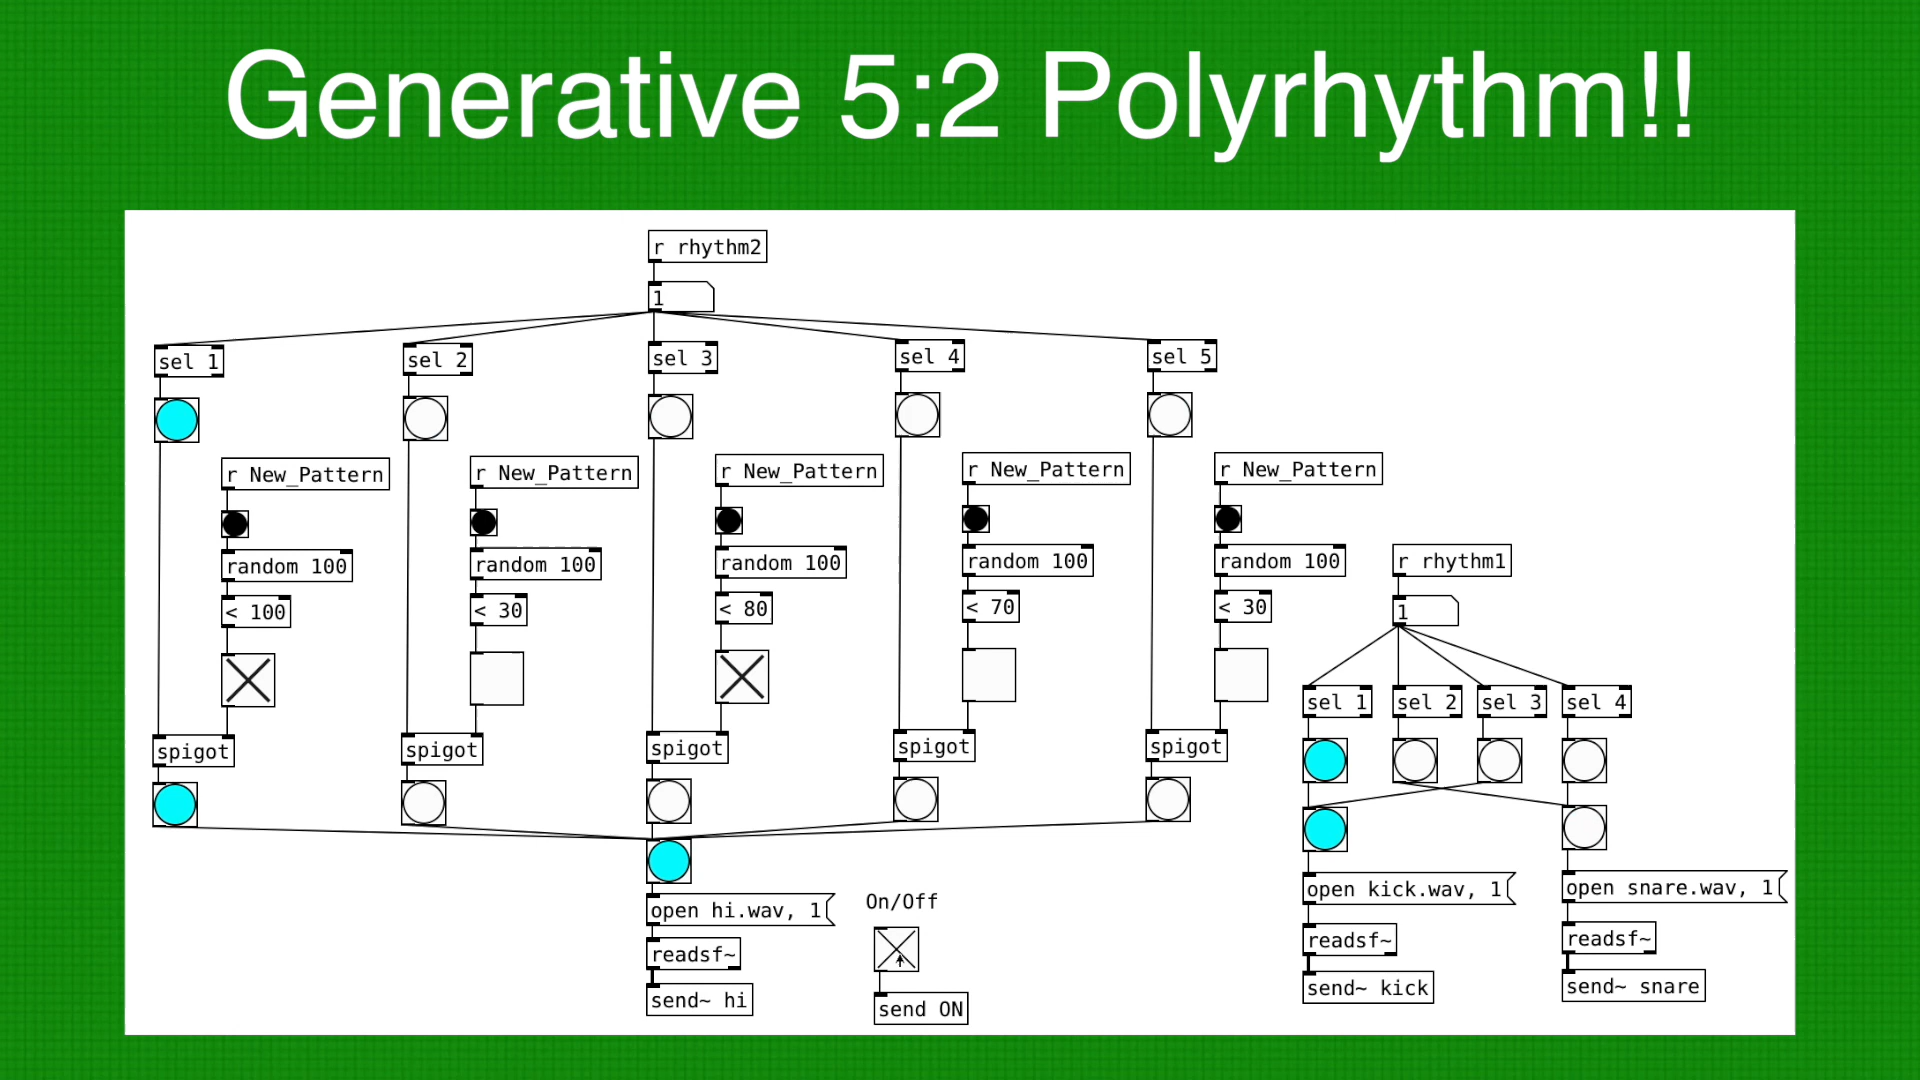 Generative 5:2 Polyrhythm!!
r rhythm2
1
sel 1
sel 2
sel 3
sel 4
sel 5
r New_Pattern
r New_Pattern
r New_Pattern
r New_Pattern
r New_Pattern
random 100
random 100
random 100
random 100
random 100
< 100
< 30
< 80
< 70
< 30
spigot
spigot
spigot
spigot
spigot
open hi.wav, 1
readsf~
send~ hi
On/Off
send ON
r rhythm1
1
sel 1
sel 2
sel 3
sel 4
open kick.wav, 1
readsf~
send~ kick
open snare.wav, 1
readsf~
send~ snare